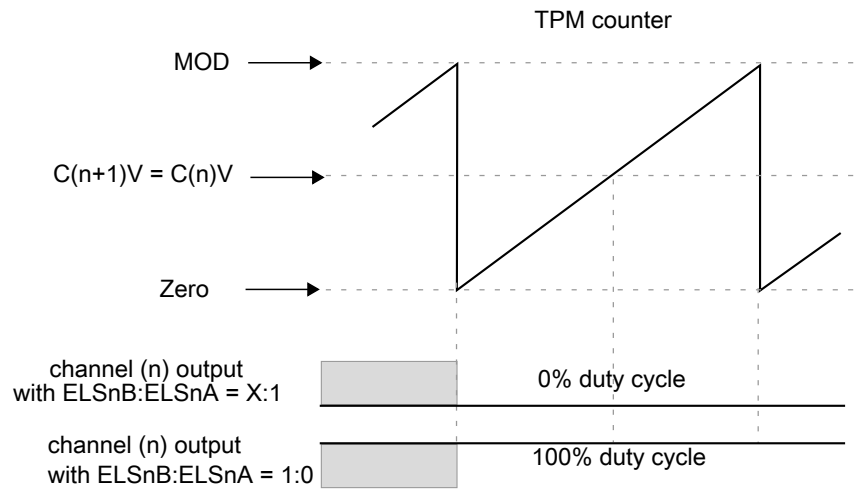 TPM counter
MOD
C(n+1)V = C(n)V
Zero
channel (n) output
with ELSnB:ELSnA = X:1
0% duty cycle
channel (n) output
with ELSnB:ELSnA = 1:0
100% duty cycle